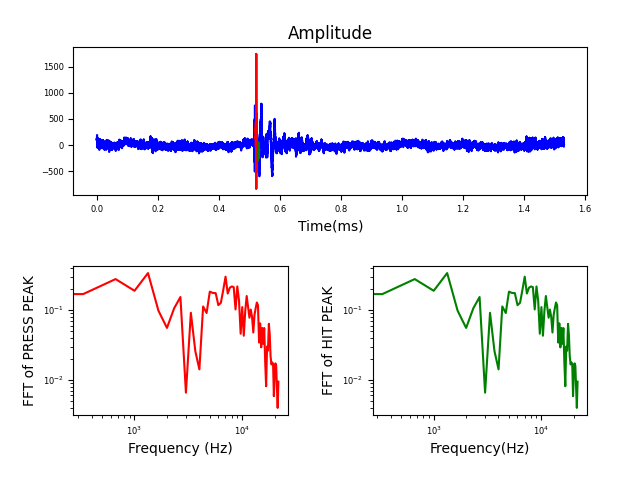 Amplitude
1500
1000
500
0
−500
0.0 0.2 0.4 0.6 0.8 1.0 1.2 1.4 1.6
Time(ms)
FFT of PRESS PEAK
10⁻¹
10⁻²
10³ 10⁴
Frequency (Hz)
FFT of HIT PEAK
10⁻¹
10⁻²
10³ 10⁴
Frequency(Hz)